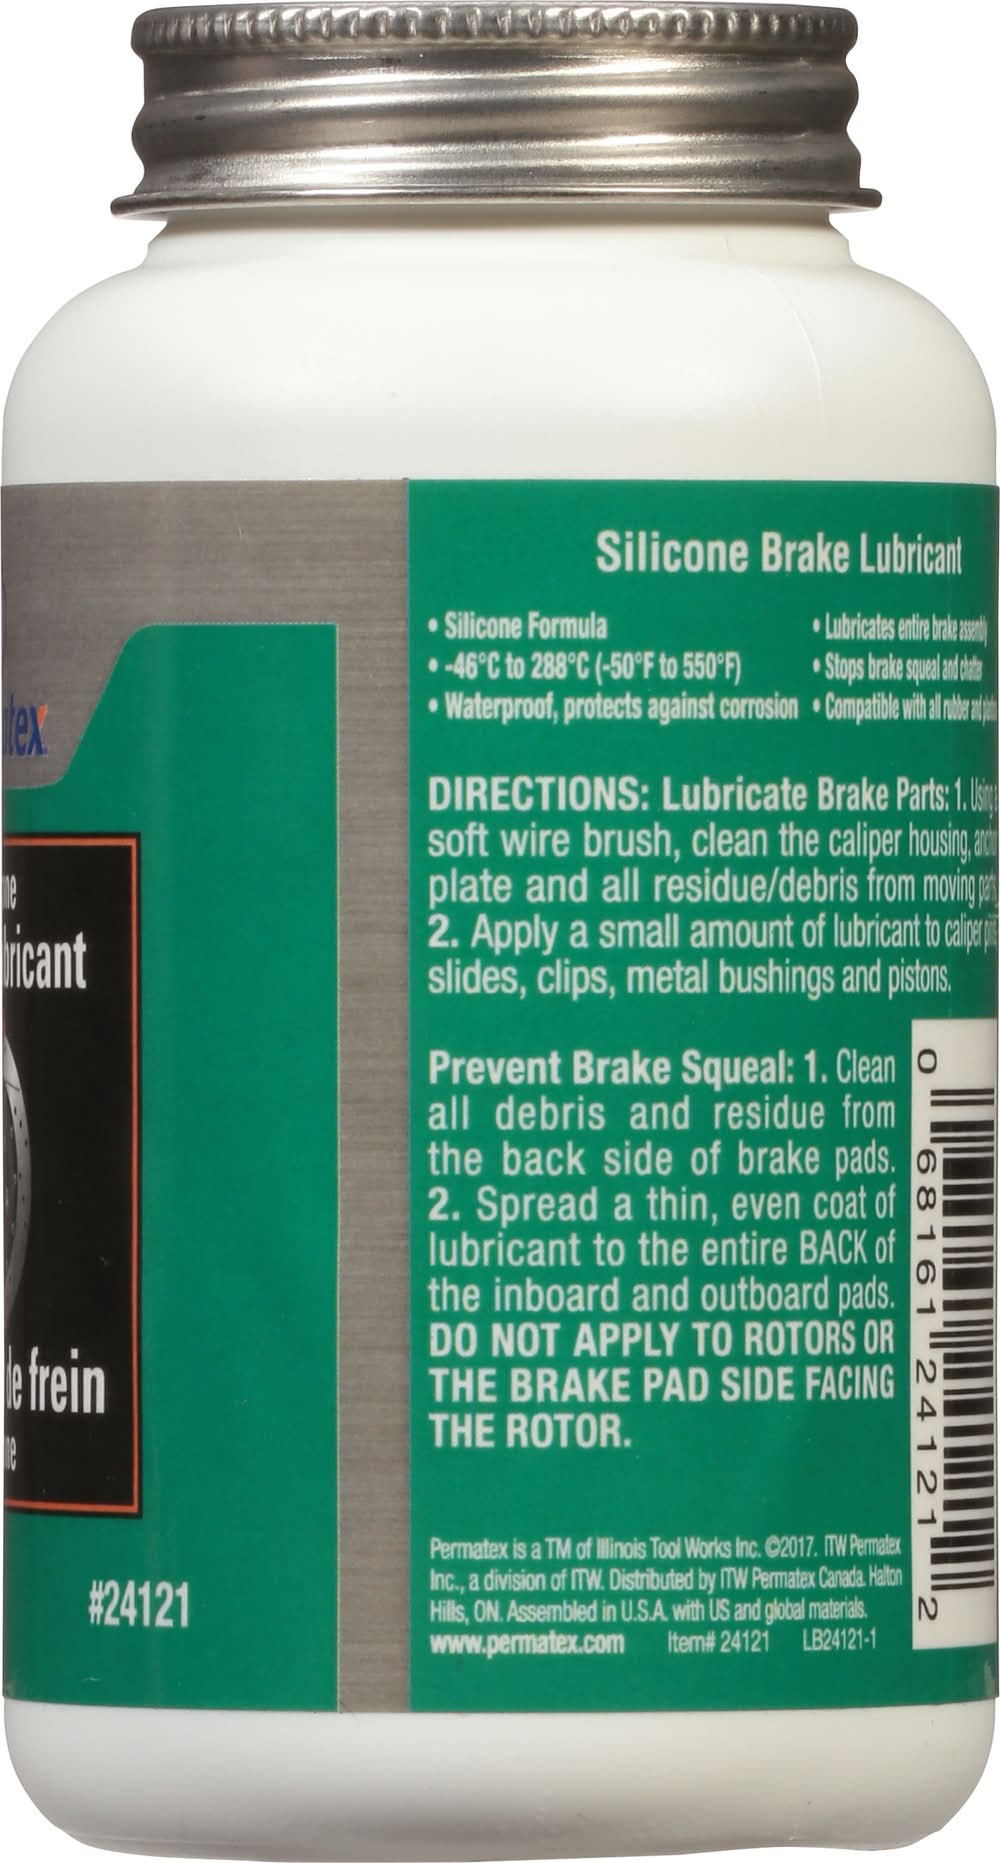 Silicone Brake Lubricant
• Silicone Formula
• -46°C to 288°C (-50°F to 550°F)
• Waterproof, protects against corrosion
• Lubricates entire brake assembly
• Stops brake squeal and chatter
• Compatible with all rubber and
DIRECTIONS: Lubricate Brake Parts: 1. Using
soft wire brush, clean the caliper housing,
plate and all residue/debris from moving
2. Apply a small amount of lubricant to caliper
slides, clips, metal bushings and pistons.
Prevent Brake Squeal: 1. Clean
all debris and residue from
the back side of brake pads.
2. Spread a thin, even coat of
lubricant to the entire BACK of
the inboard and outboard pads.
DO NOT APPLY TO ROTORS OR
THE BRAKE PAD SIDE FACING
THE ROTOR.
Permatex is a TM of Illinois Tool Works Inc. ©2017. ITW Permatex
Inc., a division of ITW. Distributed by ITW Permatex Canada. Halton
Hills, ON. Assembled in U.S.A. with US and global materials.
www.permatex.com Item# 24121 LB24121-1
0 68161 24121 2
tex
ne
bricant
de frein
ne
#24121